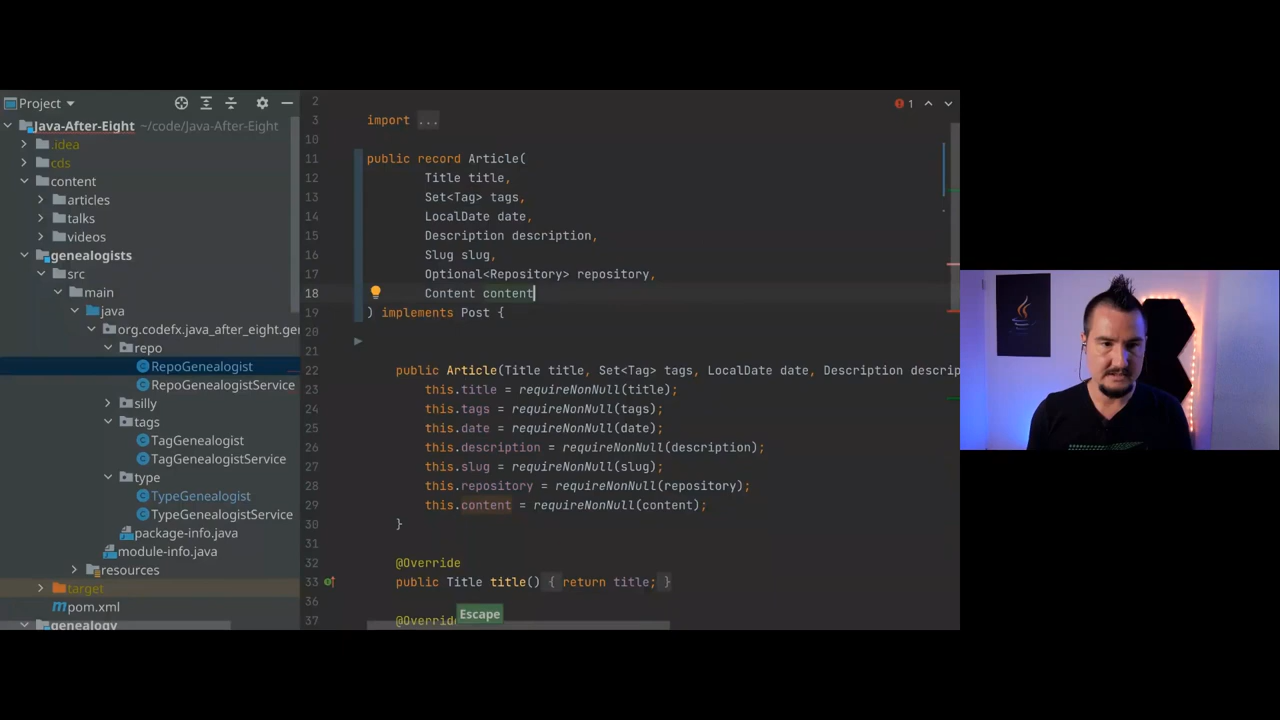 Project
Java-After-Eight ~/code/Java-After-Eight
.idea
cds
content
articles
talks
videos
genealogists
src
main
java
org.codefx.java_after_eight.ger
repo
RepoGenealogist
RepoGenealogistService
silly
tags
TagGenealogist
TagGenealogistService
type
TypeGenealogist
TypeGenealogistService
package-info.java
module-info.java
resources
target
pom.xml
genealogy
1
2
3 import ...
10
11 public record Article(
12 Title title,
13 Set<Tag> tags,
14 LocalDate date,
15 Description description,
16 Slug slug,
17 Optional<Repository> repository,
18 Content content
19 ) implements Post {
20
21
22 public Article(Title title, Set<Tag> tags, LocalDate date, Description descrip
23 this.title = requireNonNull(title);
24 this.tags = requireNonNull(tags);
25 this.date = requireNonNull(date);
26 this.description = requireNonNull(description);
27 this.slug = requireNonNull(slug);
28 this.repository = requireNonNull(repository);
29 this.content = requireNonNull(content);
30 }
31
32 @Override
33 public Title title() { return title; }
36
37 @Override
Escape